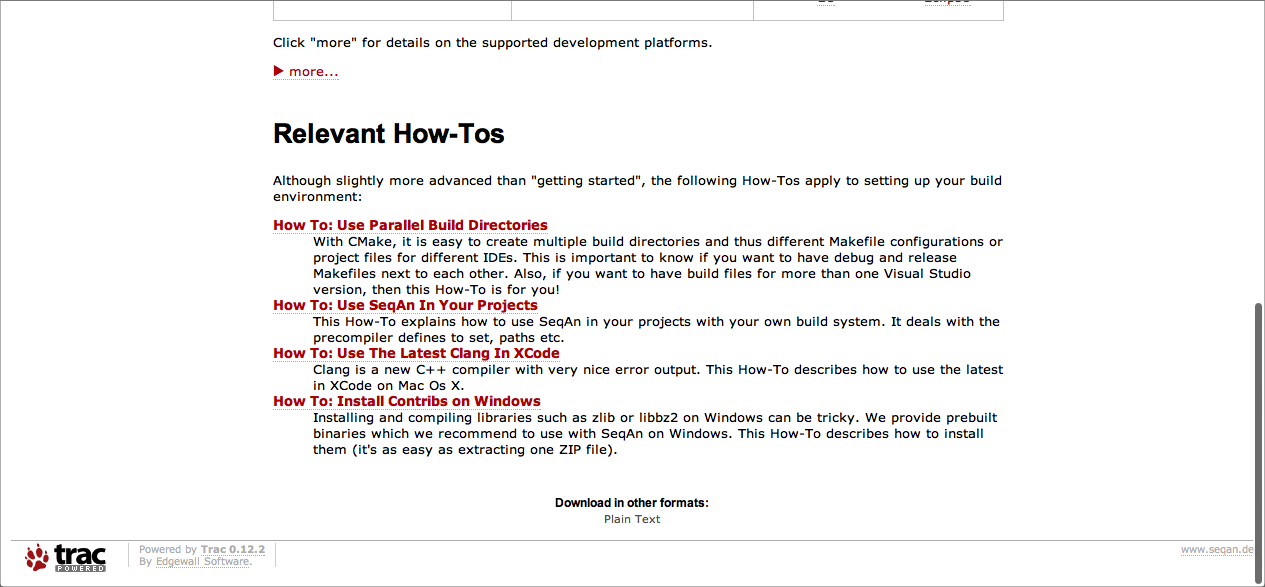 Click "more" for details on the supported development platforms.
more...
Relevant How-Tos
Although slightly more advanced than "getting started", the following How-Tos apply to setting up your build
environment:
How To: Use Parallel Build Directories
With CMake, it is easy to create multiple build directories and thus different Makefile configurations or
project files for different IDEs. This is important to know if you want to have debug and release
Makefiles next to each other. Also, if you want to have build files for more than one Visual Studio
version, then this How-To is for you!
How To: Use SeqAn In Your Projects
This How-To explains how to use SeqAn in your projects with your own build system. It deals with the
precompiler defines to set, paths etc.
How To: Use The Latest Clang In XCode
Clang is a new C++ compiler with very nice error output. This How-To describes how to use the latest
in XCode on Mac Os X.
How To: Install Contribs on Windows
Installing and compiling libraries such as zlib or libbz2 on Windows can be tricky. We provide prebuilt
binaries which we recommend to use with SeqAn on Windows. This How-To describes how to install
them (it's as easy as extracting one ZIP file).
Download in other formats:
Plain Text
trac
POWERED
Powered by Trac 0.12.2
By Edgewall Software.
www.seqan.de